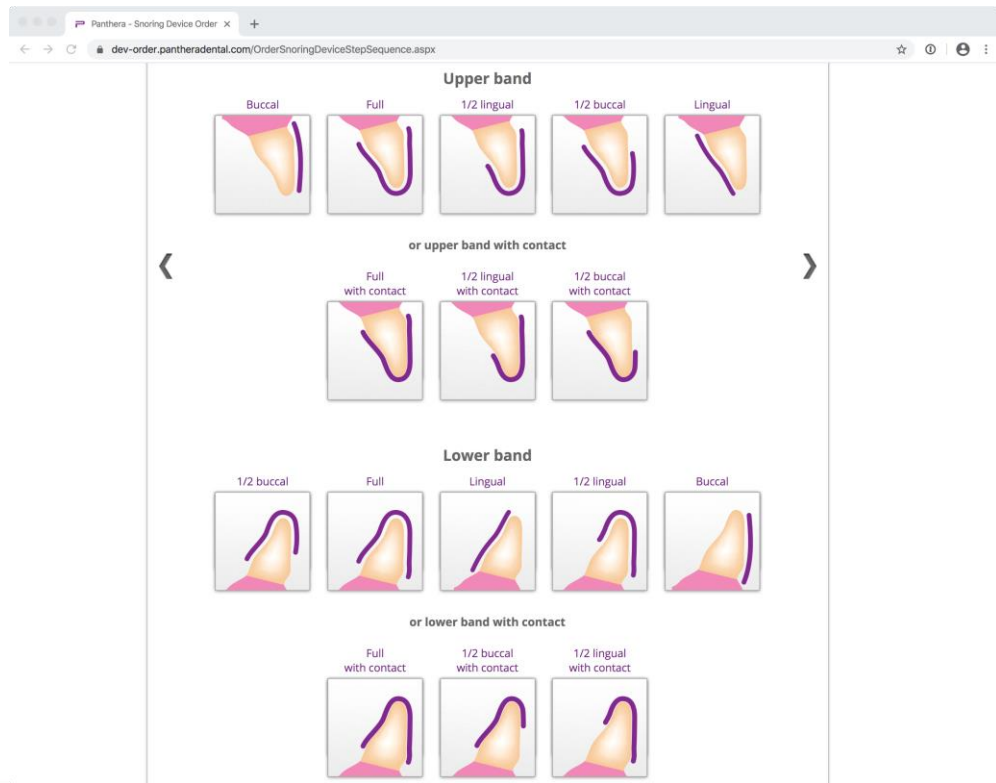 Panthera - Snoring Device Order
dev-order.pantheradental.com/OrderSnoringDeviceStepSequence.aspx
Upper band
Buccal Full 1/2 lingual 1/2 buccal Lingual
or upper band with contact
Full 1/2 lingual 1/2 buccal
with contact with contact with contact
Lower band
1/2 buccal Full Lingual 1/2 lingual Buccal
or lower band with contact
Full 1/2 buccal 1/2 lingual
with contact with contact with contact